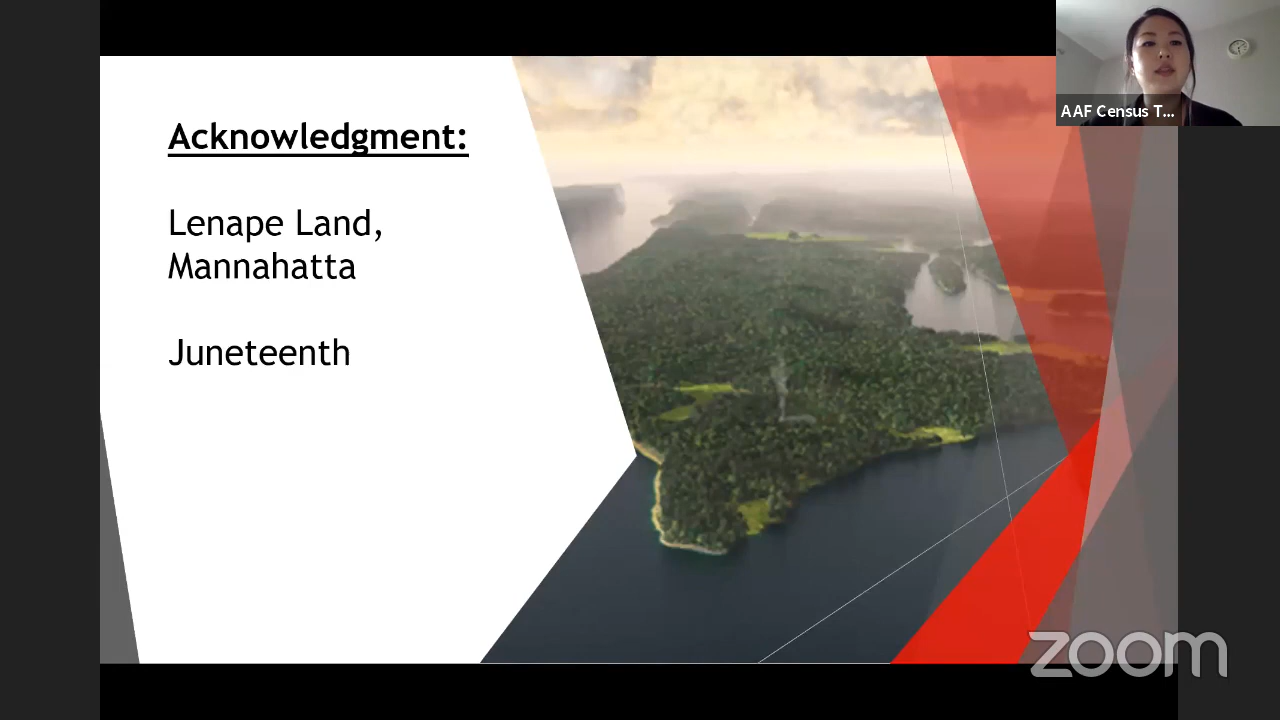 Acknowledgment:
Lenape Land,
Mannahatta
Juneteenth
AAF Census T...
zoom